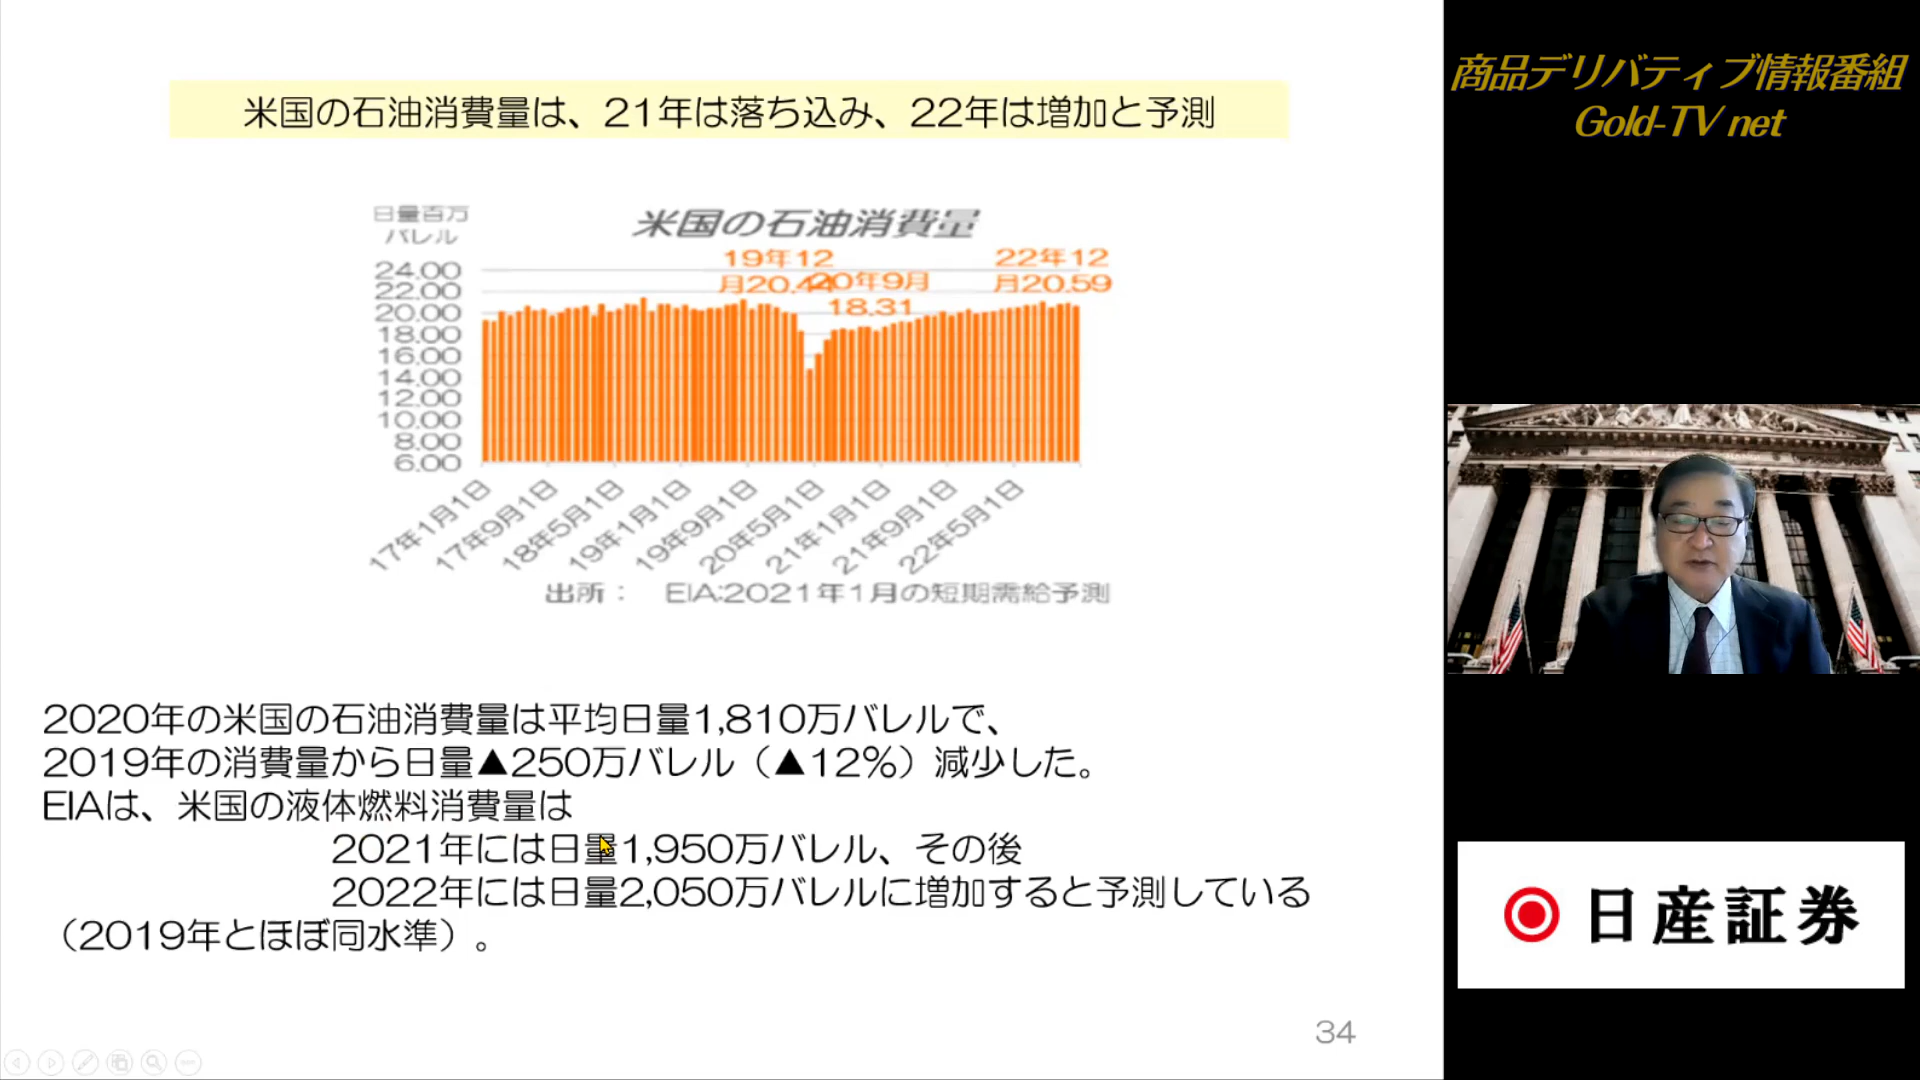 米国の石油消費量は、21年は落ち込み、22年は増加と予測
日量百万
バレル
米国の石油消費量
19年12
月20.44
20年9月
18.31
22年12
月20.59
24.00
22.00
20.00
18.00
16.00
14.00
12.00
10.00
8.00
6.00
17年1月1日
17年9月1日
18年5月1日
19年1月1日
19年9月1日
20年5月1日
21年1月1日
21年9月1日
22年5月1日
出所： EIA:2021年1月の短期需給予測
2020年の米国の石油消費量は平均日量1,810万バレルで、
2019年の消費量から日量▲250万バレル（▲12%）減少した。
EIAは、米国の液体燃料消費量は
2021年には日量1,950万バレル、その後
2022年には日量2,050万バレルに増加すると予測している
（2019年とほぼ同水準）。
34
商品デリバティブ情報番組
Gold-TV net
日産証券